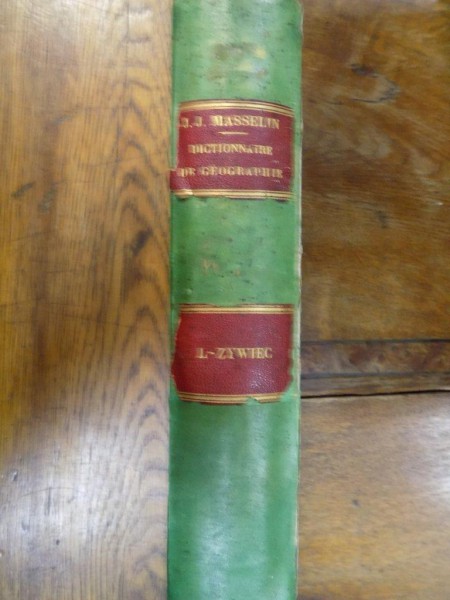 J.-J. MASSELIN
DICTIONNAIRE
DE GÉOGRAPHIE
L-ZYWIEC